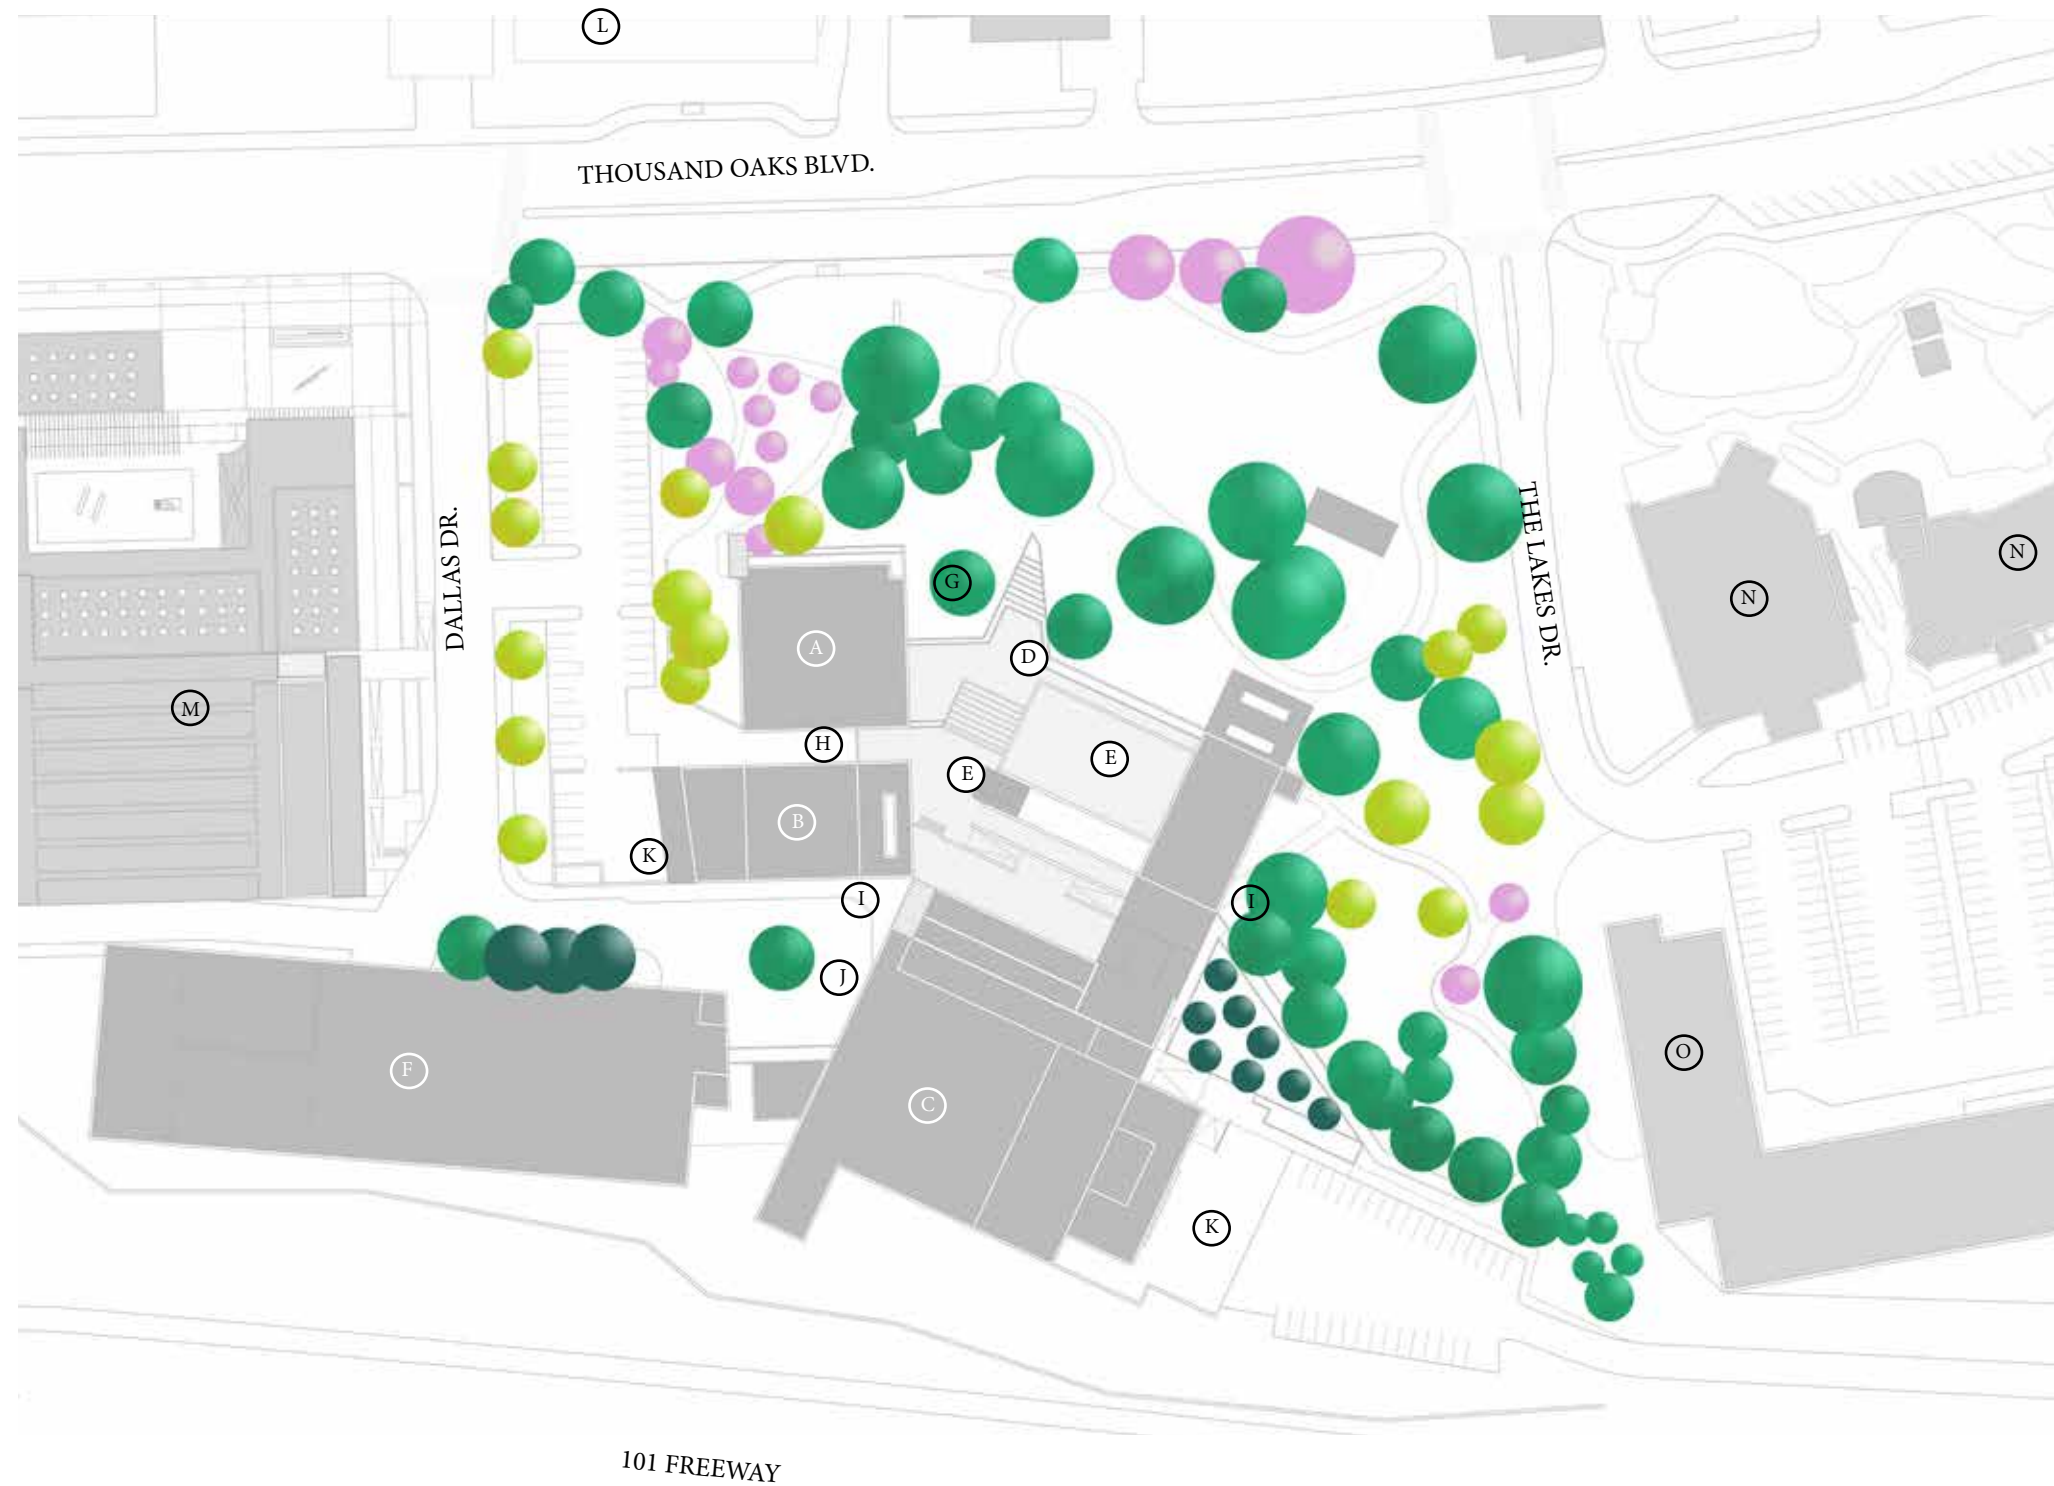 L
THOUSAND OAKS BLVD.
DALLAS DR.
THE LAKES DR.
N
N
G
A
D
M
H
E
E
B
K
I
I
J
F
C
O
K
101 FREEWAY